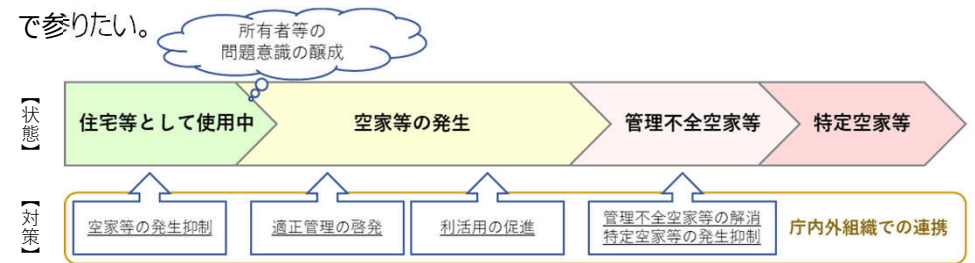 で参りたい。
所有者等の
問題意識の醸成
【状態】
住宅等として使用中
空家等の発生
管理不全空家等
特定空家等
【対策】
空家等の発生抑制
適正管理の啓発
利活用の促進
管理不全空家等の解消
特定空家等の発生抑制
庁内外組織での連携